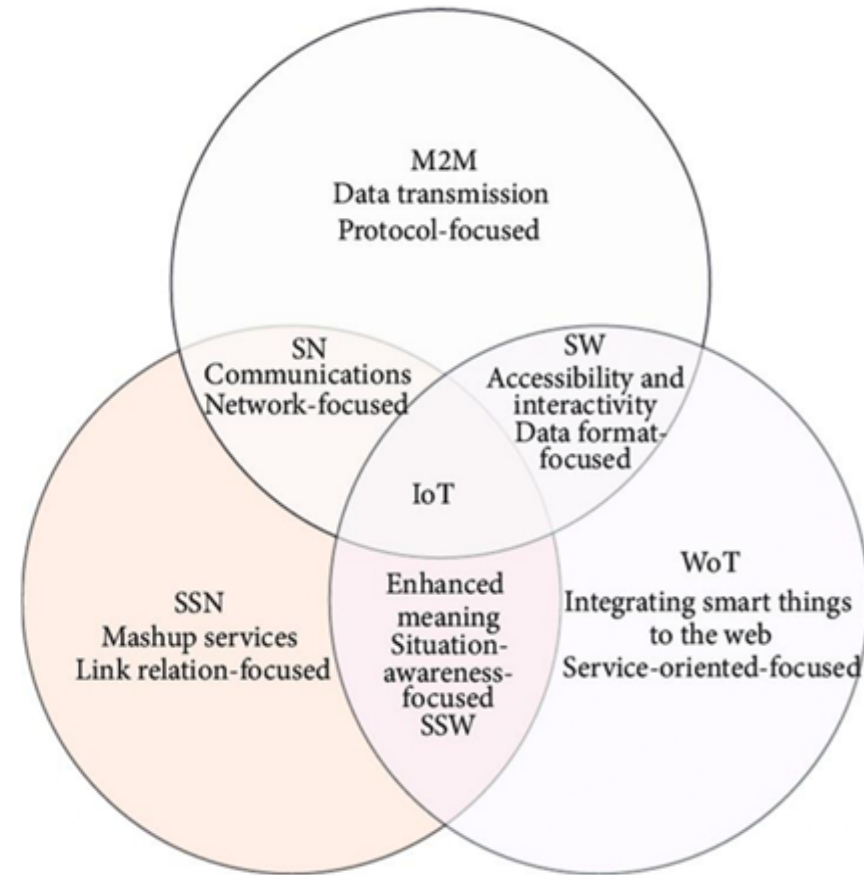 M2M
Data transmission
Protocol-focused
SN
Communications
Network-focused
SW
Accessibility and
interactivity
Data format-
focused
IoT
SSN
Mashup services
Link relation-focused
Enhanced
meaning
Situation-
awareness-
focused
SSW
WoT
Integrating smart things
to the web
Service-oriented-focused